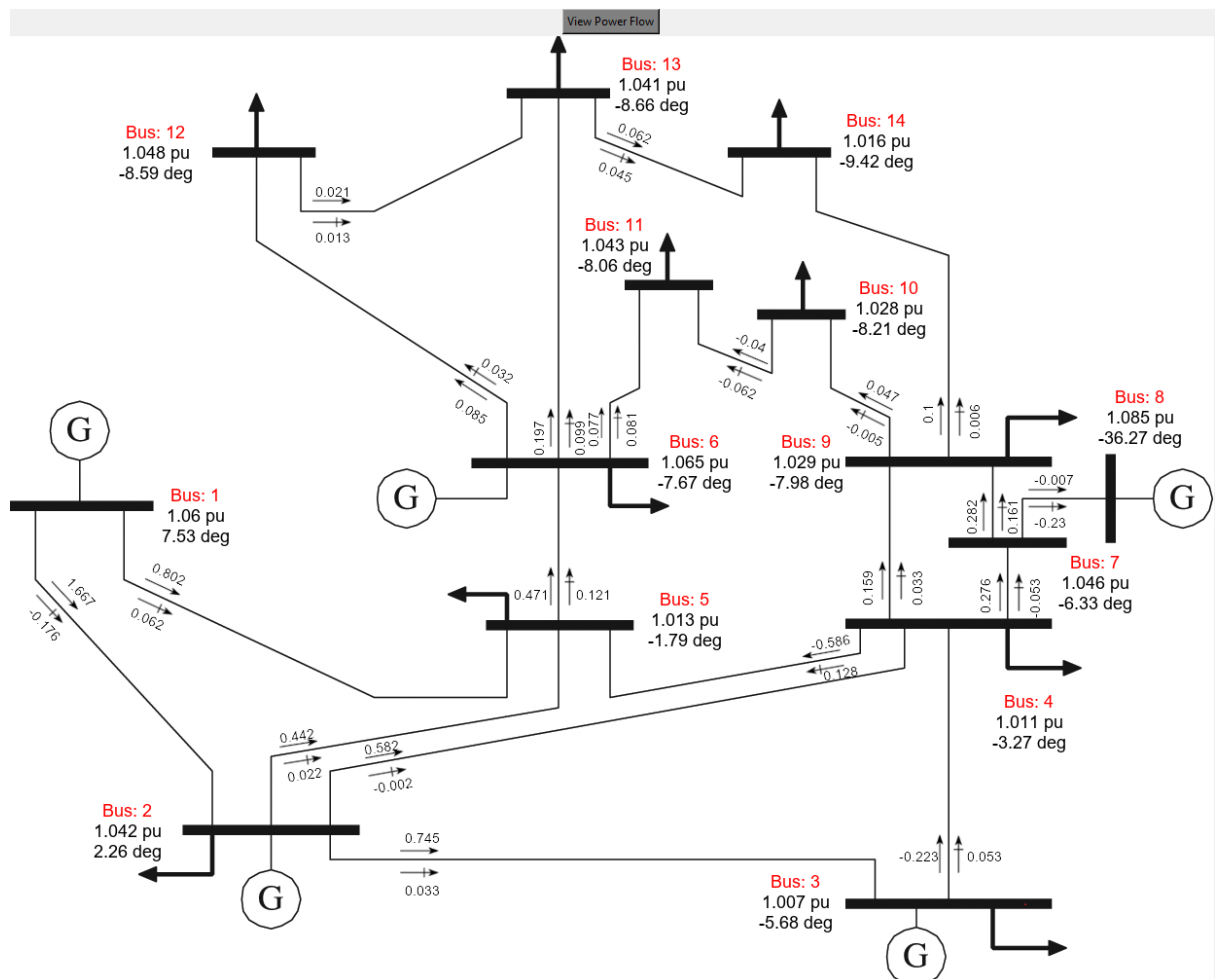 View Power Flow
Bus: 13
1.041 pu
-8.66 deg
Bus: 12
1.048 pu
-8.59 deg
0.062
0.045
Bus: 14
1.016 pu
-9.42 deg
0.021
0.013
Bus: 11
1.043 pu
-8.06 deg
Bus: 10
1.028 pu
-8.21 deg
-0.04
-0.062
0.032
0.085
0.047
-0.005
0.197
0.099
0.077
0.081
0.1
0.006
Bus: 8
1.085 pu
-36.27 deg
G
Bus: 6
1.065 pu
-7.67 deg
G
Bus: 9
1.029 pu
-7.98 deg
-0.007
-0.23
G
0.282
0.161
Bus: 1
1.06 pu
7.53 deg
Bus: 7
1.046 pu
-6.33 deg
0.802
0.062
1.667
-0.176
0.471
0.121
0.159
0.033
0.276
-0.053
Bus: 5
1.013 pu
-1.79 deg
-0.586
0.128
Bus: 4
1.011 pu
-3.27 deg
0.442
0.022
0.582
-0.002
Bus: 2
1.042 pu
2.26 deg
G
0.745
0.033
-0.223
0.053
Bus: 3
1.007 pu
-5.68 deg
G